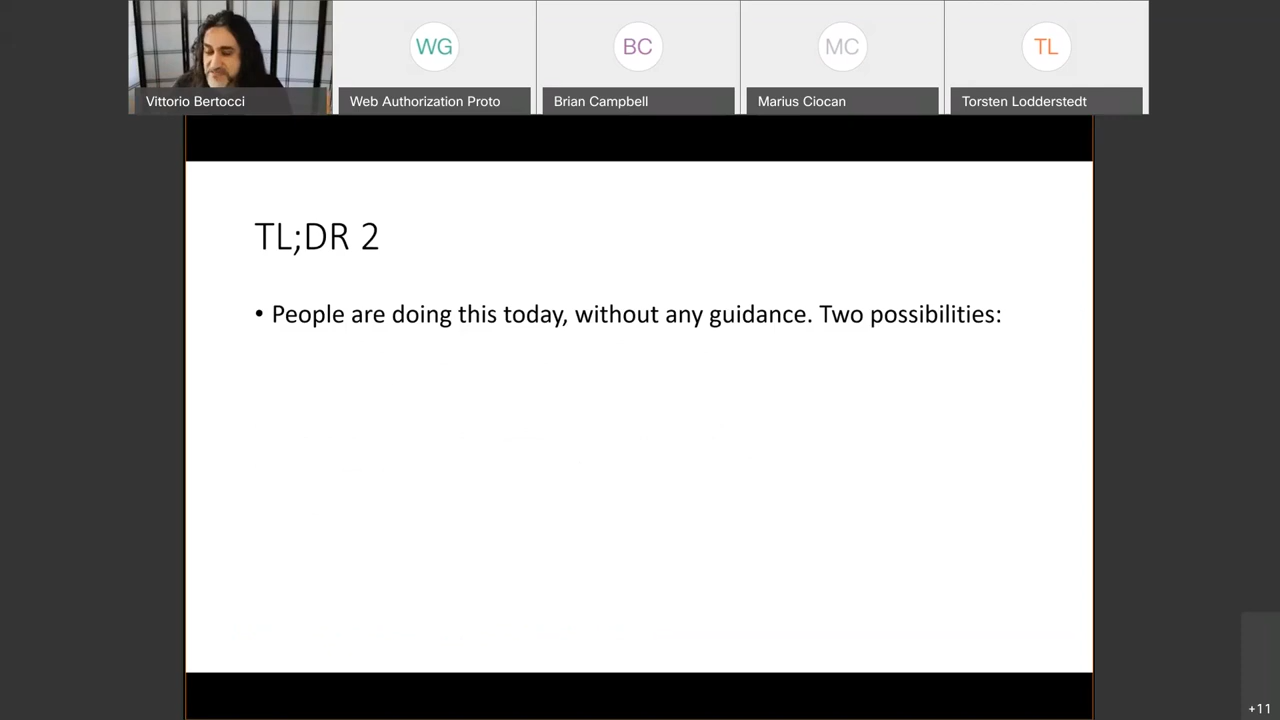 WG
BC
MC
TL
Vittorio Bertocci
Web Authorization Proto
Brian Campbell
Marius Ciocan
Torsten Lodderstedt
TL;DR 2
• People are doing this today, without any guidance. Two possibilities:
+11